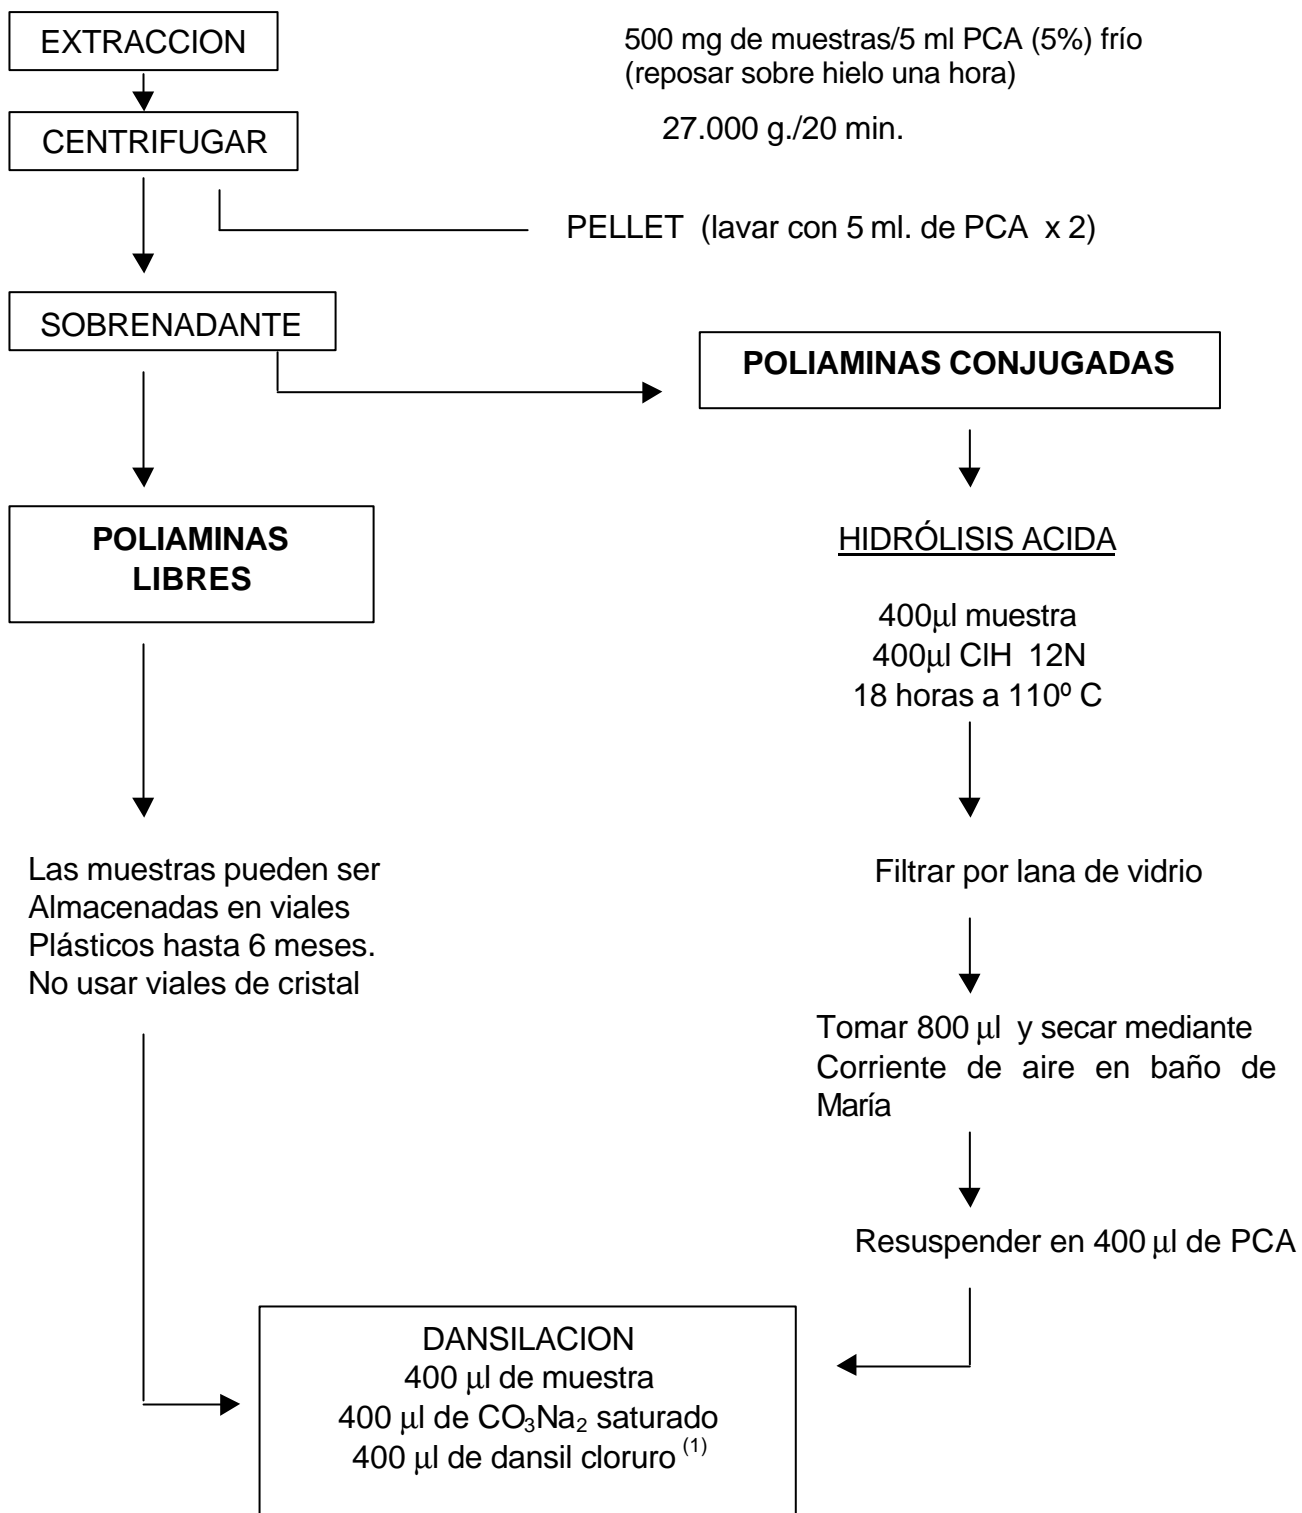 EXTRACCION
500 mg de muestras/5 ml PCA (5%) frío
(reposar sobre hielo una hora)
CENTRIFUGAR
27.000 g./20 min.
PELLET (lavar con 5 ml. de PCA x 2)
SOBRENADANTE
POLIAMINAS CONJUGADAS
POLIAMINAS
LIBRES
HIDRÓLISIS ACIDA
400µl muestra
400µl ClH 12N
18 horas a 110º C
Las muestras pueden ser
Almacenadas en viales
Plásticos hasta 6 meses.
No usar viales de cristal
Filtrar por lana de vidrio
Tomar 800 µl y secar mediante
Corriente de aire en baño de
María
Resuspender en 400 µl de PCA
DANSILACION
400 µl de muestra
400 µl de CO₃Na₂ saturado
400 µl de dansil cloruro (1)